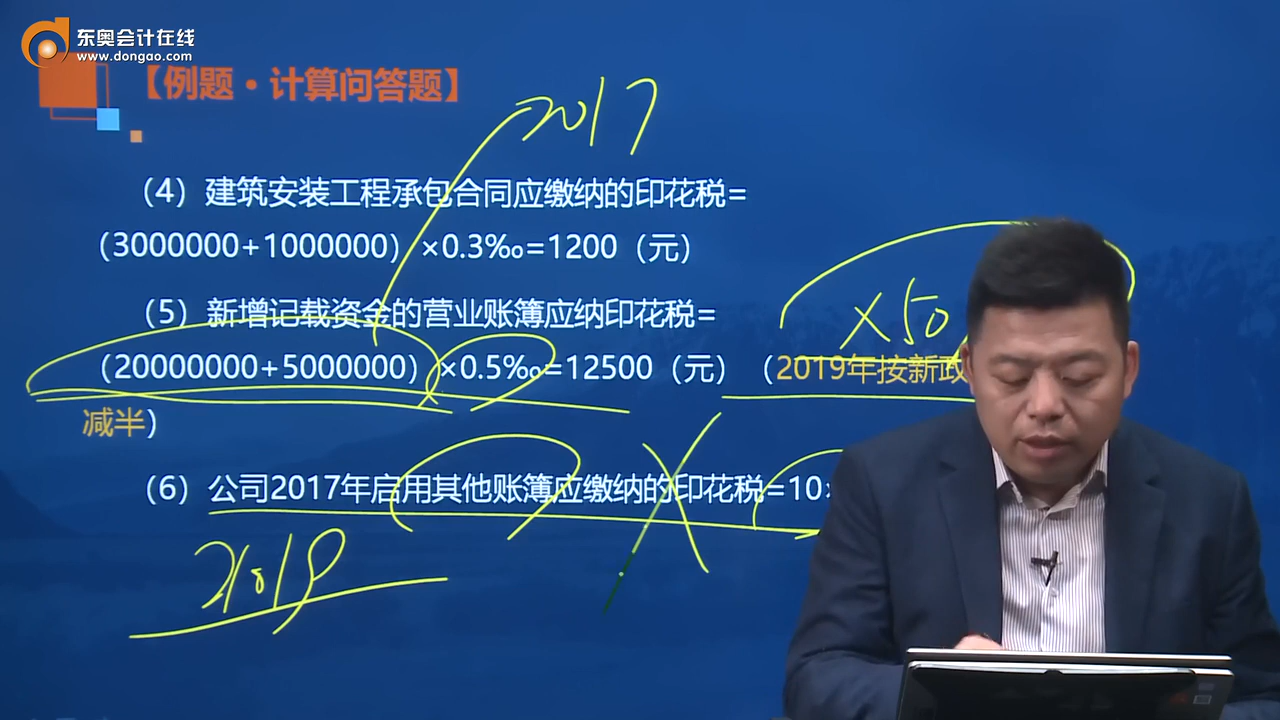 东奥会计在线
www.dongao.com
【例题·计算问答题】
2017
（4）建筑安装工程承包合同应缴纳的印花税=
（3000000+1000000）×0.3‰=1200（元）
（5）新增记载资金的营业账簿应纳印花税=
×50
（20000000+5000000）×0.5‰=12500（元）（2019年按新政
减半）
（6）公司2017年启用其他账簿应缴纳的印花税=10
2019